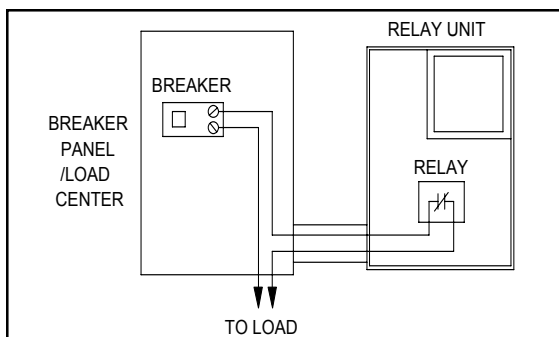 RELAY UNIT
BREAKER
BREAKER
PANEL
/LOAD
CENTER
RELAY
TO LOAD